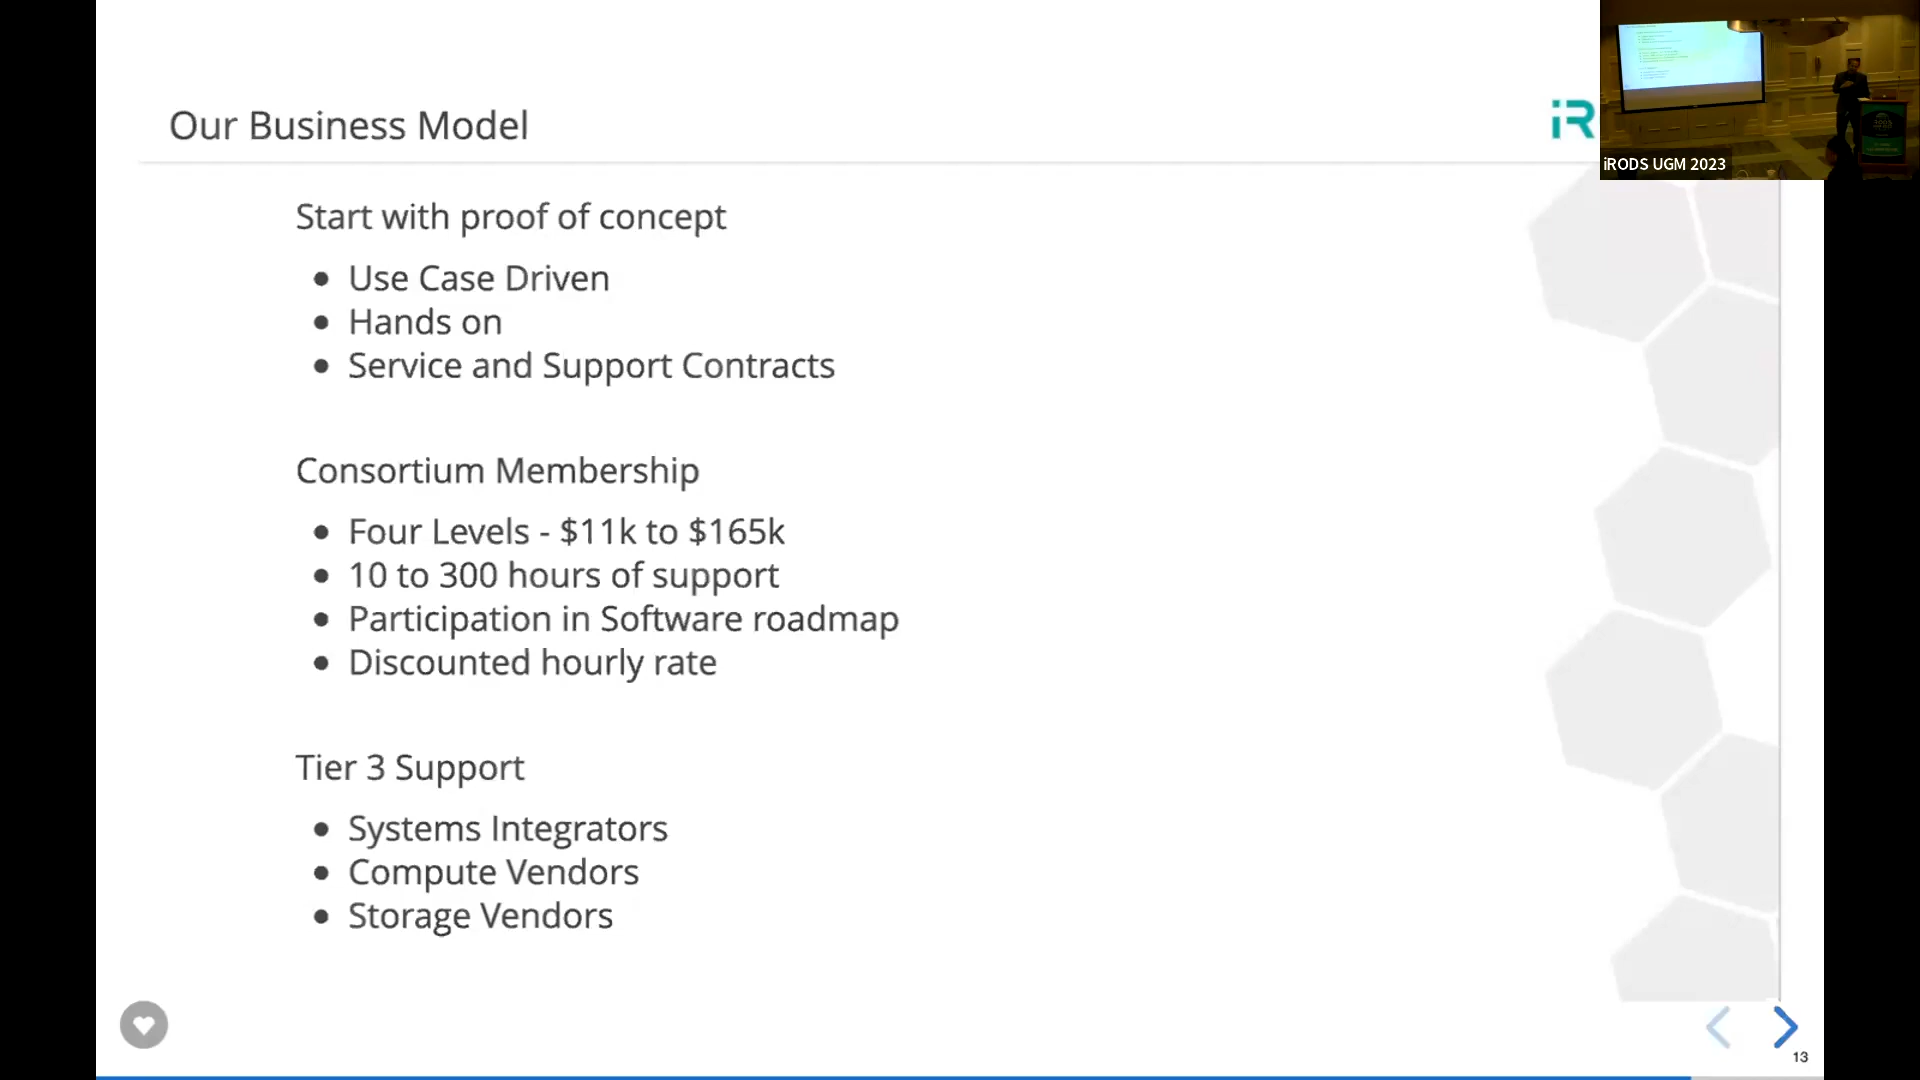 Our Business Model
iR
iRODS UGM 2023
Start with proof of concept
Use Case Driven
Hands on
Service and Support Contracts
Consortium Membership
Four Levels - $11k to $165k
10 to 300 hours of support
Participation in Software roadmap
Discounted hourly rate
Tier 3 Support
Systems Integrators
Compute Vendors
Storage Vendors
13